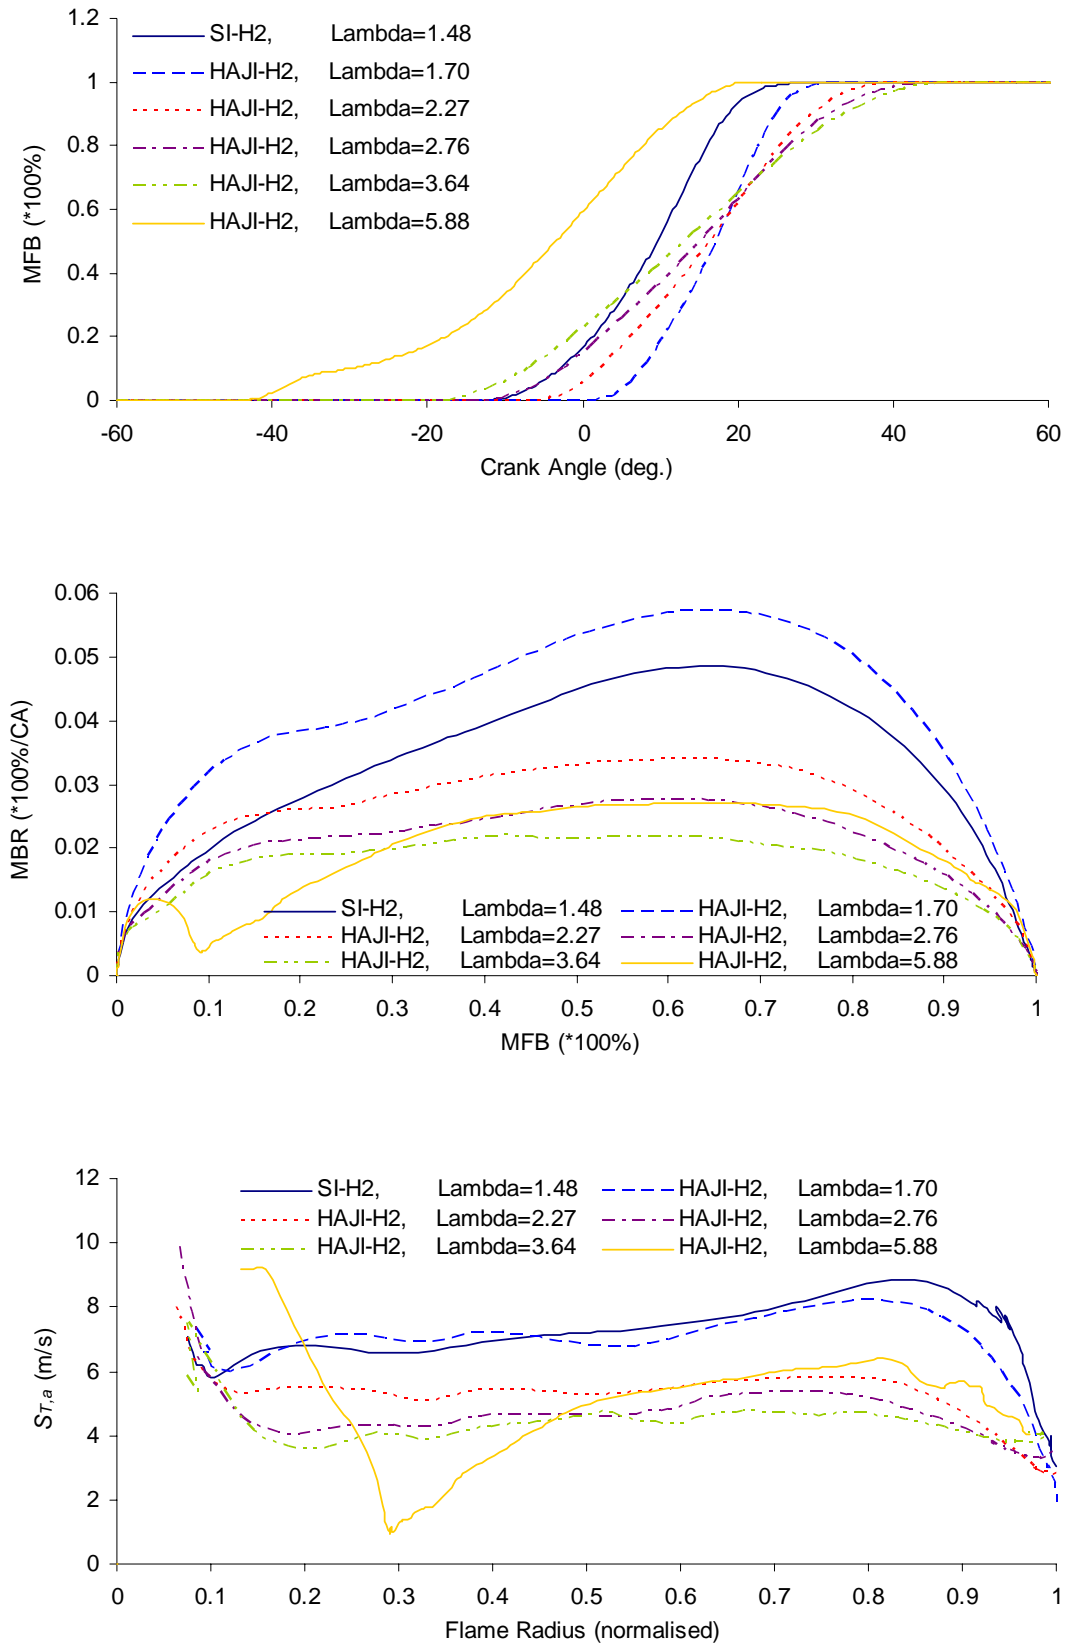 1.2
1
0.8
0.6
0.4
0.2
0
MFB (*100%)
SI-H2, Lambda=1.48
HAJI-H2, Lambda=1.70
HAJI-H2, Lambda=2.27
HAJI-H2, Lambda=2.76
HAJI-H2, Lambda=3.64
HAJI-H2, Lambda=5.88
-60 -40 -20 0 20 40 60
Crank Angle (deg.)
0.06
0.05
0.04
0.03
0.02
0.01
0
MBR (*100%/CA)
SI-H2, Lambda=1.48 HAJI-H2, Lambda=1.70
HAJI-H2, Lambda=2.27 HAJI-H2, Lambda=2.76
HAJI-H2, Lambda=3.64 HAJI-H2, Lambda=5.88
0 0.1 0.2 0.3 0.4 0.5 0.6 0.7 0.8 0.9 1
MFB (*100%)
12
10
8
6
4
2
0
S_T,a (m/s)
SI-H2, Lambda=1.48 HAJI-H2, Lambda=1.70
HAJI-H2, Lambda=2.27 HAJI-H2, Lambda=2.76
HAJI-H2, Lambda=3.64 HAJI-H2, Lambda=5.88
0 0.1 0.2 0.3 0.4 0.5 0.6 0.7 0.8 0.9 1
Flame Radius (normalised)